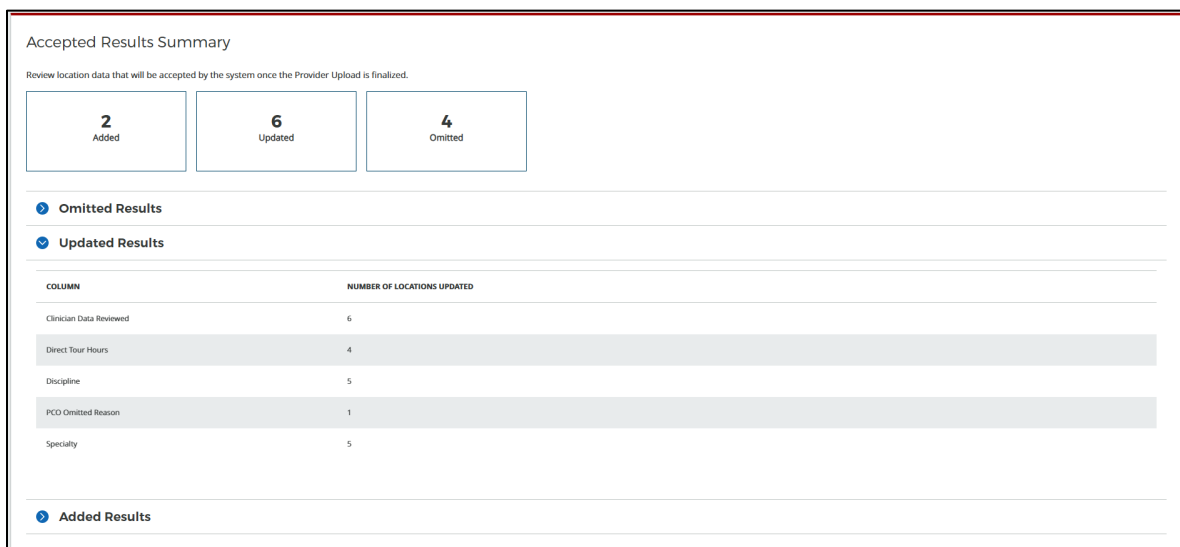 Accepted Results Summary
Review location data that will be accepted by the system once the Provider Upload is finalized.
2 6 4
Added Updated Omitted
Omitted Results
Updated Results
COLUMN NUMBER OF LOCATIONS UPDATED
Clinician Data Reviewed 6
Direct Tour Hours 4
Discipline 5
PCO Omitted Reason 1
Specialty 5
Added Results